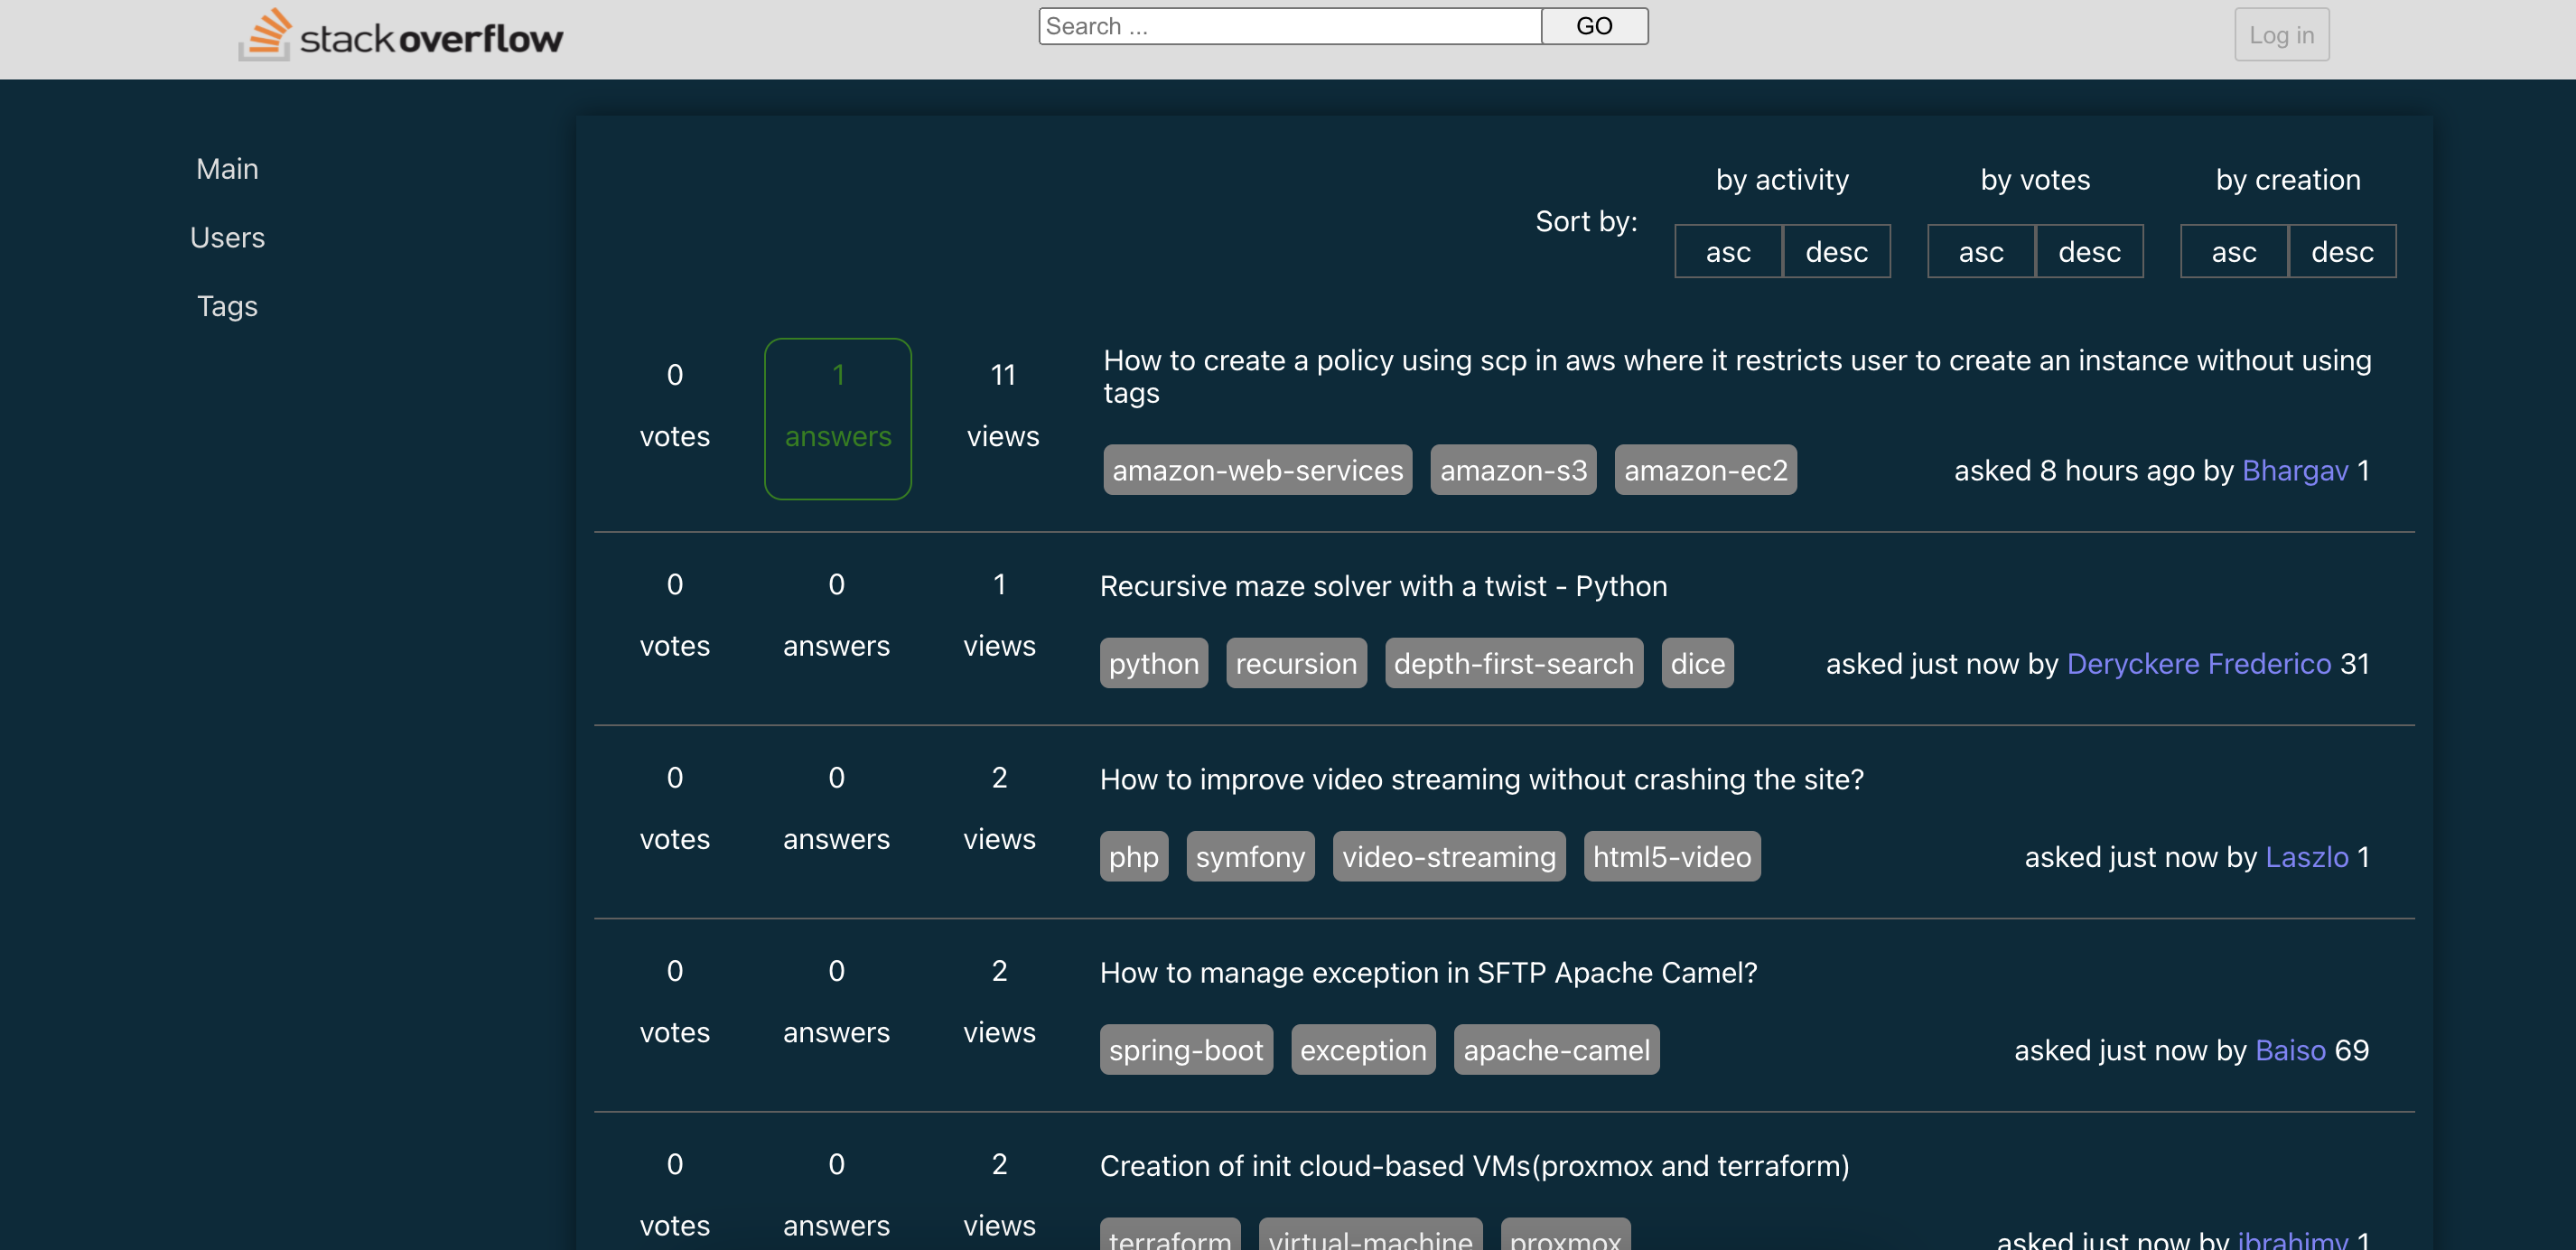 stackoverflow
Search ...
GO
Log in
Main
Users
Tags
Sort by:
by activity
asc desc
by votes
asc desc
by creation
asc desc
0
votes
1
answers
11
views
How to create a policy using scp in aws where it restricts user to create an instance without using
tags
amazon-web-services amazon-s3 amazon-ec2
asked 8 hours ago by Bhargav 1
0
votes
0
answers
1
views
Recursive maze solver with a twist - Python
python recursion depth-first-search dice
asked just now by Deryckere Frederico 31
0
votes
0
answers
2
views
How to improve video streaming without crashing the site?
php symfony video-streaming html5-video
asked just now by Laszlo 1
0
votes
0
answers
2
views
How to manage exception in SFTP Apache Camel?
spring-boot exception apache-camel
asked just now by Baiso 69
0
votes
0
answers
2
views
Creation of init cloud-based VMs(proxmox and terraform)
terraform virtual-machine proxmox
asked just now by ibrahimv 1